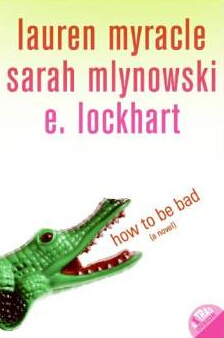 lauren myracle
sarah mlynowski
e. lockhart
how to be bad
(a novel)